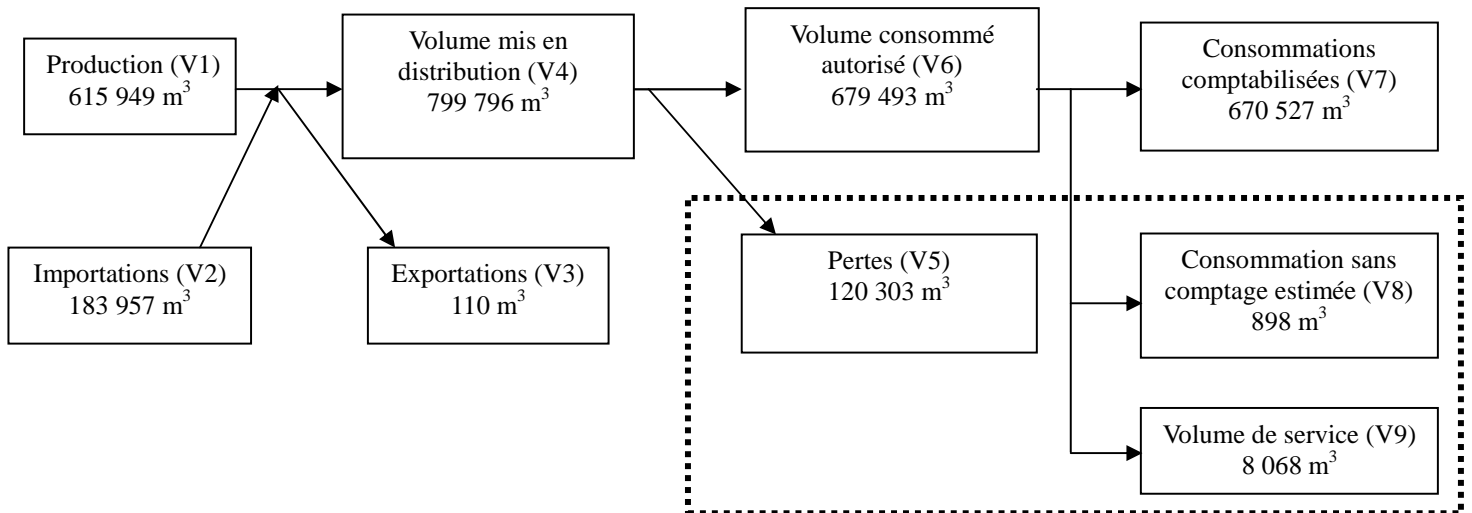 Production (V1)
615 949 m³
Volume mis en
distribution (V4)
799 796 m³
Volume consommé
autorisé (V6)
679 493 m³
Consommations
comptabilisées (V7)
670 527 m³
Importations (V2)
183 957 m³
Exportations (V3)
110 m³
Pertes (V5)
120 303 m³
Consommation sans
comptage estimée (V8)
898 m³
Volume de service (V9)
8 068 m³